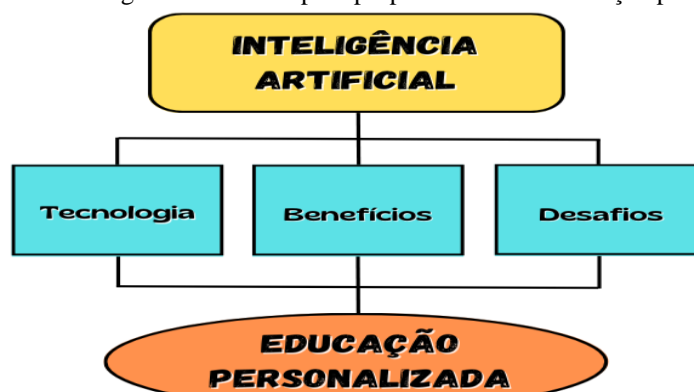 INTELIGÊNCIA
ARTIFICIAL
Tecnologia
Benefícios
Desafios
EDUCAÇÃO
PERSONALIZADA